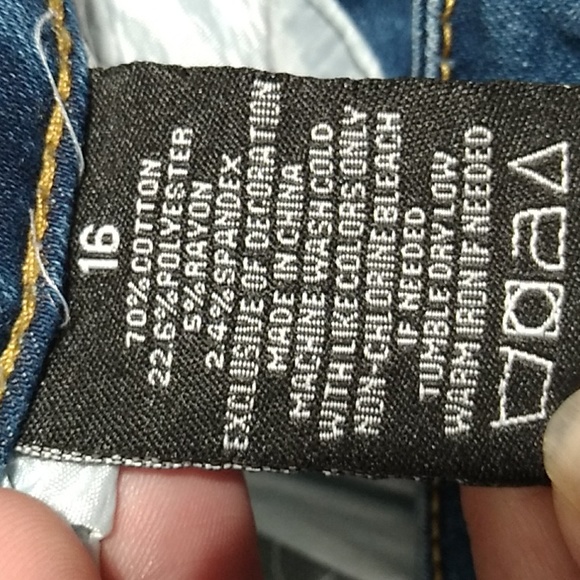 16
70%COTTON
22.6%POLYESTER
5%RAYON
2.4%SPANDEX
EXCLUSIVE OF DECORATION
MADE IN CHINA
MACHINE WASH COLD
WITH LIKE COLORS ONLY
NON-CHLORINE BLEACH
IF NEEDED
TUMBLE DRY LOW
WARM IRON IF NEEDED